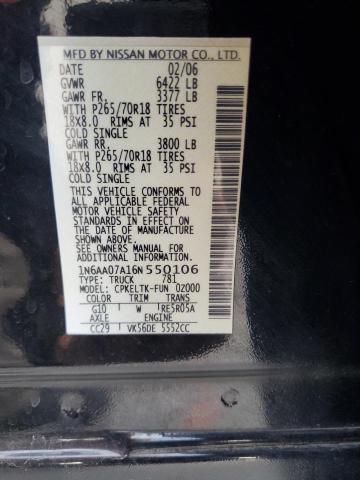 MFD BY NISSAN MOTOR CO., LTD.
DATE 02/06
GVWR 6422 LB
GAWR FR. 3377 LB
WITH P265/70R18 TIRES
18x8.0 RIMS AT 35 PSI
COLD SINGLE
GAWR RR. 3800 LB
WITH P265/70R18 TIRES
18x8.0 RIMS AT 35 PSI
COLD SINGLE
THIS VEHICLE CONFORMS TO
ALL APPLICABLE FEDERAL
MOTOR VEHICLE SAFETY
STANDARDS IN EFFECT ON
THE DATE OF MANUFACTURE
SEE OWNERS MANUAL FOR
ADDITIONAL INFORMATION
1N6AA07A16N550106
TYPE: TRUCK 781
MODEL: CPKELTK-FUN 02000
COLOR TRIM TRANS
G10 W RE5R05A
AXLE ENGINE
CC29 VK56DE 5552CC